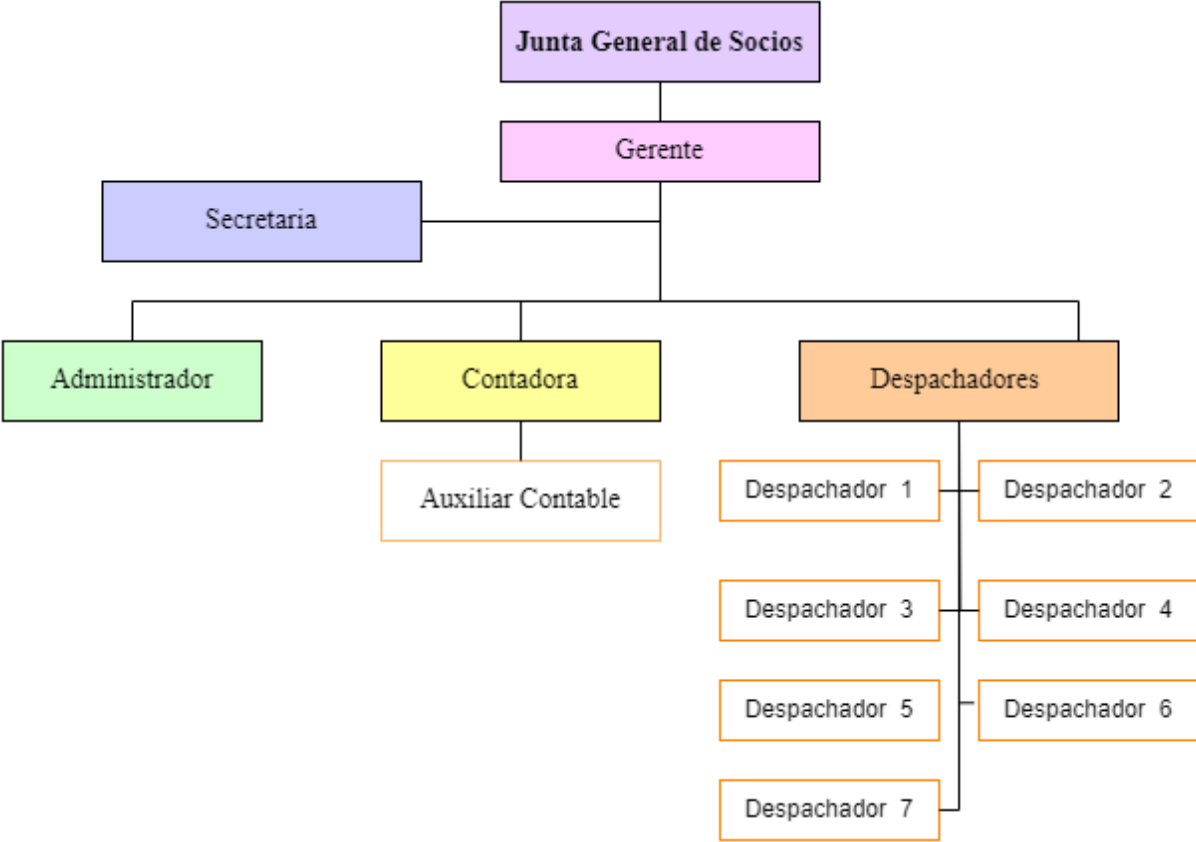 Junta General de Socios
Gerente
Secretaria
Administrador
Contadora
Despachadores
Auxiliar Contable
Despachador 1
Despachador 2
Despachador 3
Despachador 4
Despachador 5
Despachador 6
Despachador 7